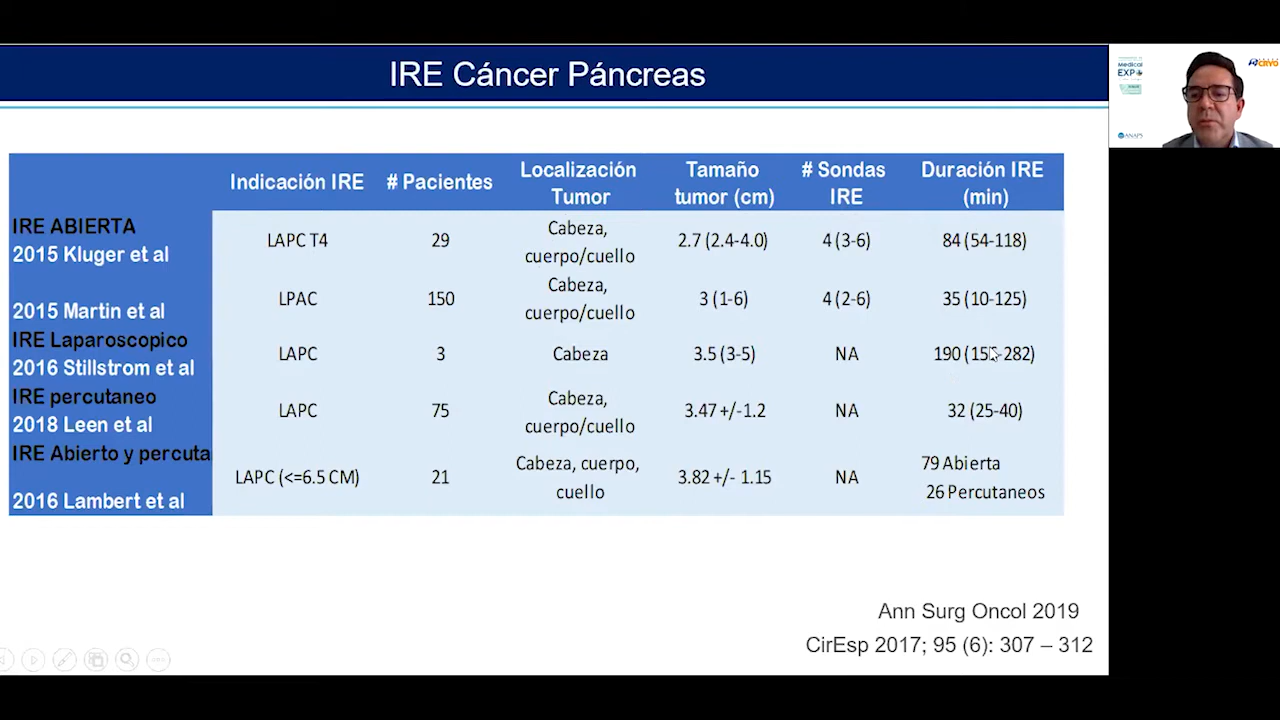 IRE Cáncer Páncreas
Medical
EXPO
ANAPS
Indicación IRE # Pacientes Localización Tumor Tamaño tumor (cm) # Sondas IRE Duración IRE (min)
IRE ABIERTA
2015 Kluger et al LAPC T4 29 Cabeza, cuerpo/cuello 2.7 (2.4-4.0) 4 (3-6) 84 (54-118)
2015 Martin et al LPAC 150 Cabeza, cuerpo/cuello 3 (1-6) 4 (2-6) 35 (10-125)
IRE Laparoscopico
2016 Stillstrom et al LAPC 3 Cabeza 3.5 (3-5) NA 190 -282)
IRE percutaneo
2018 Leen et al LAPC 75 Cabeza, cuerpo/cuello 3.47 +/-1.2 NA 32 (25-40)
IRE Abierto y percuta
2016 Lambert et al LAPC (<=6.5 CM) 21 Cabeza, cuerpo, cuello 3.82 +/- 1.15 NA 79 Abierta 26 Percutaneos
Ann Surg Oncol 2019
CirEsp 2017; 95 (6): 307 – 312